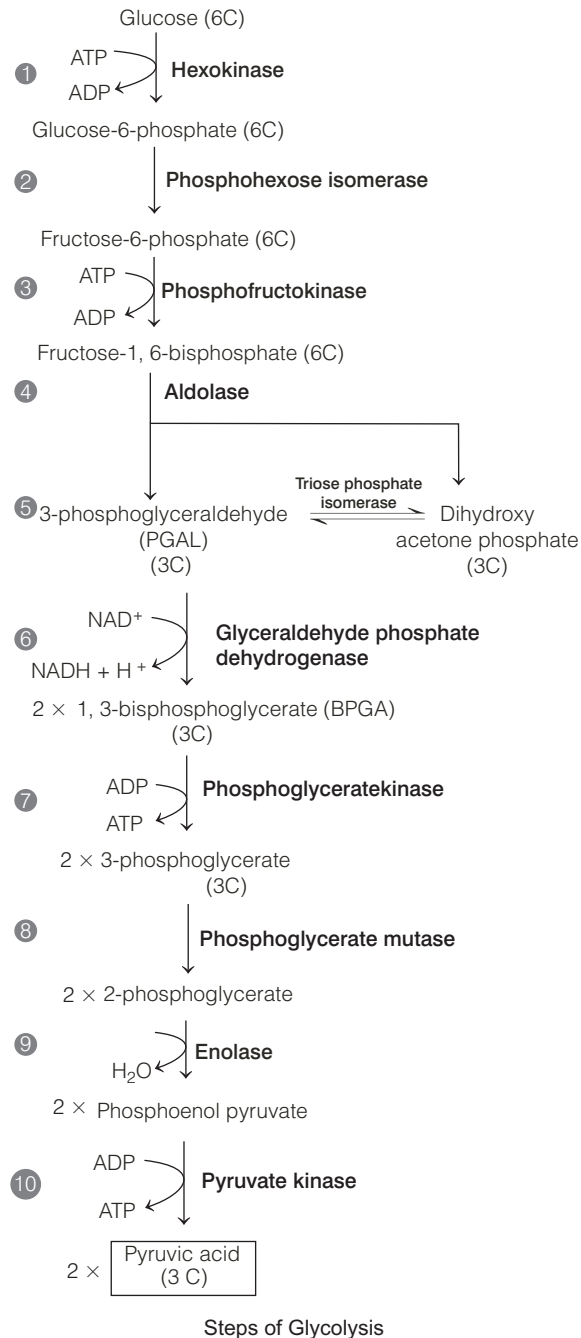 Glucose (6C)
ATP
1
Hexokinase
ADP
Glucose-6-phosphate (6C)
2
Phosphohexose isomerase
Fructose-6-phosphate (6C)
ATP
3
Phosphofructokinase
ADP
Fructose-1, 6-bisphosphate (6C)
4
Aldolase
Triose phosphate
isomerase
5 3-phosphoglyceraldehyde
(PGAL)
(3C)
Dihydroxy
acetone phosphate
(3C)
NAD⁺
6
Glyceraldehyde phosphate
dehydrogenase
NADH + H⁺
2 × 1, 3-bisphosphoglycerate (BPGA)
(3C)
ADP
7
Phosphoglyceratekinase
ATP
2 × 3-phosphoglycerate
(3C)
8
Phosphoglycerate mutase
2 × 2-phosphoglycerate
9
Enolase
H₂O
2 × Phosphoenol pyruvate
ADP
10
Pyruvate kinase
ATP
2 × Pyruvic acid
(3 C)
Steps of Glycolysis